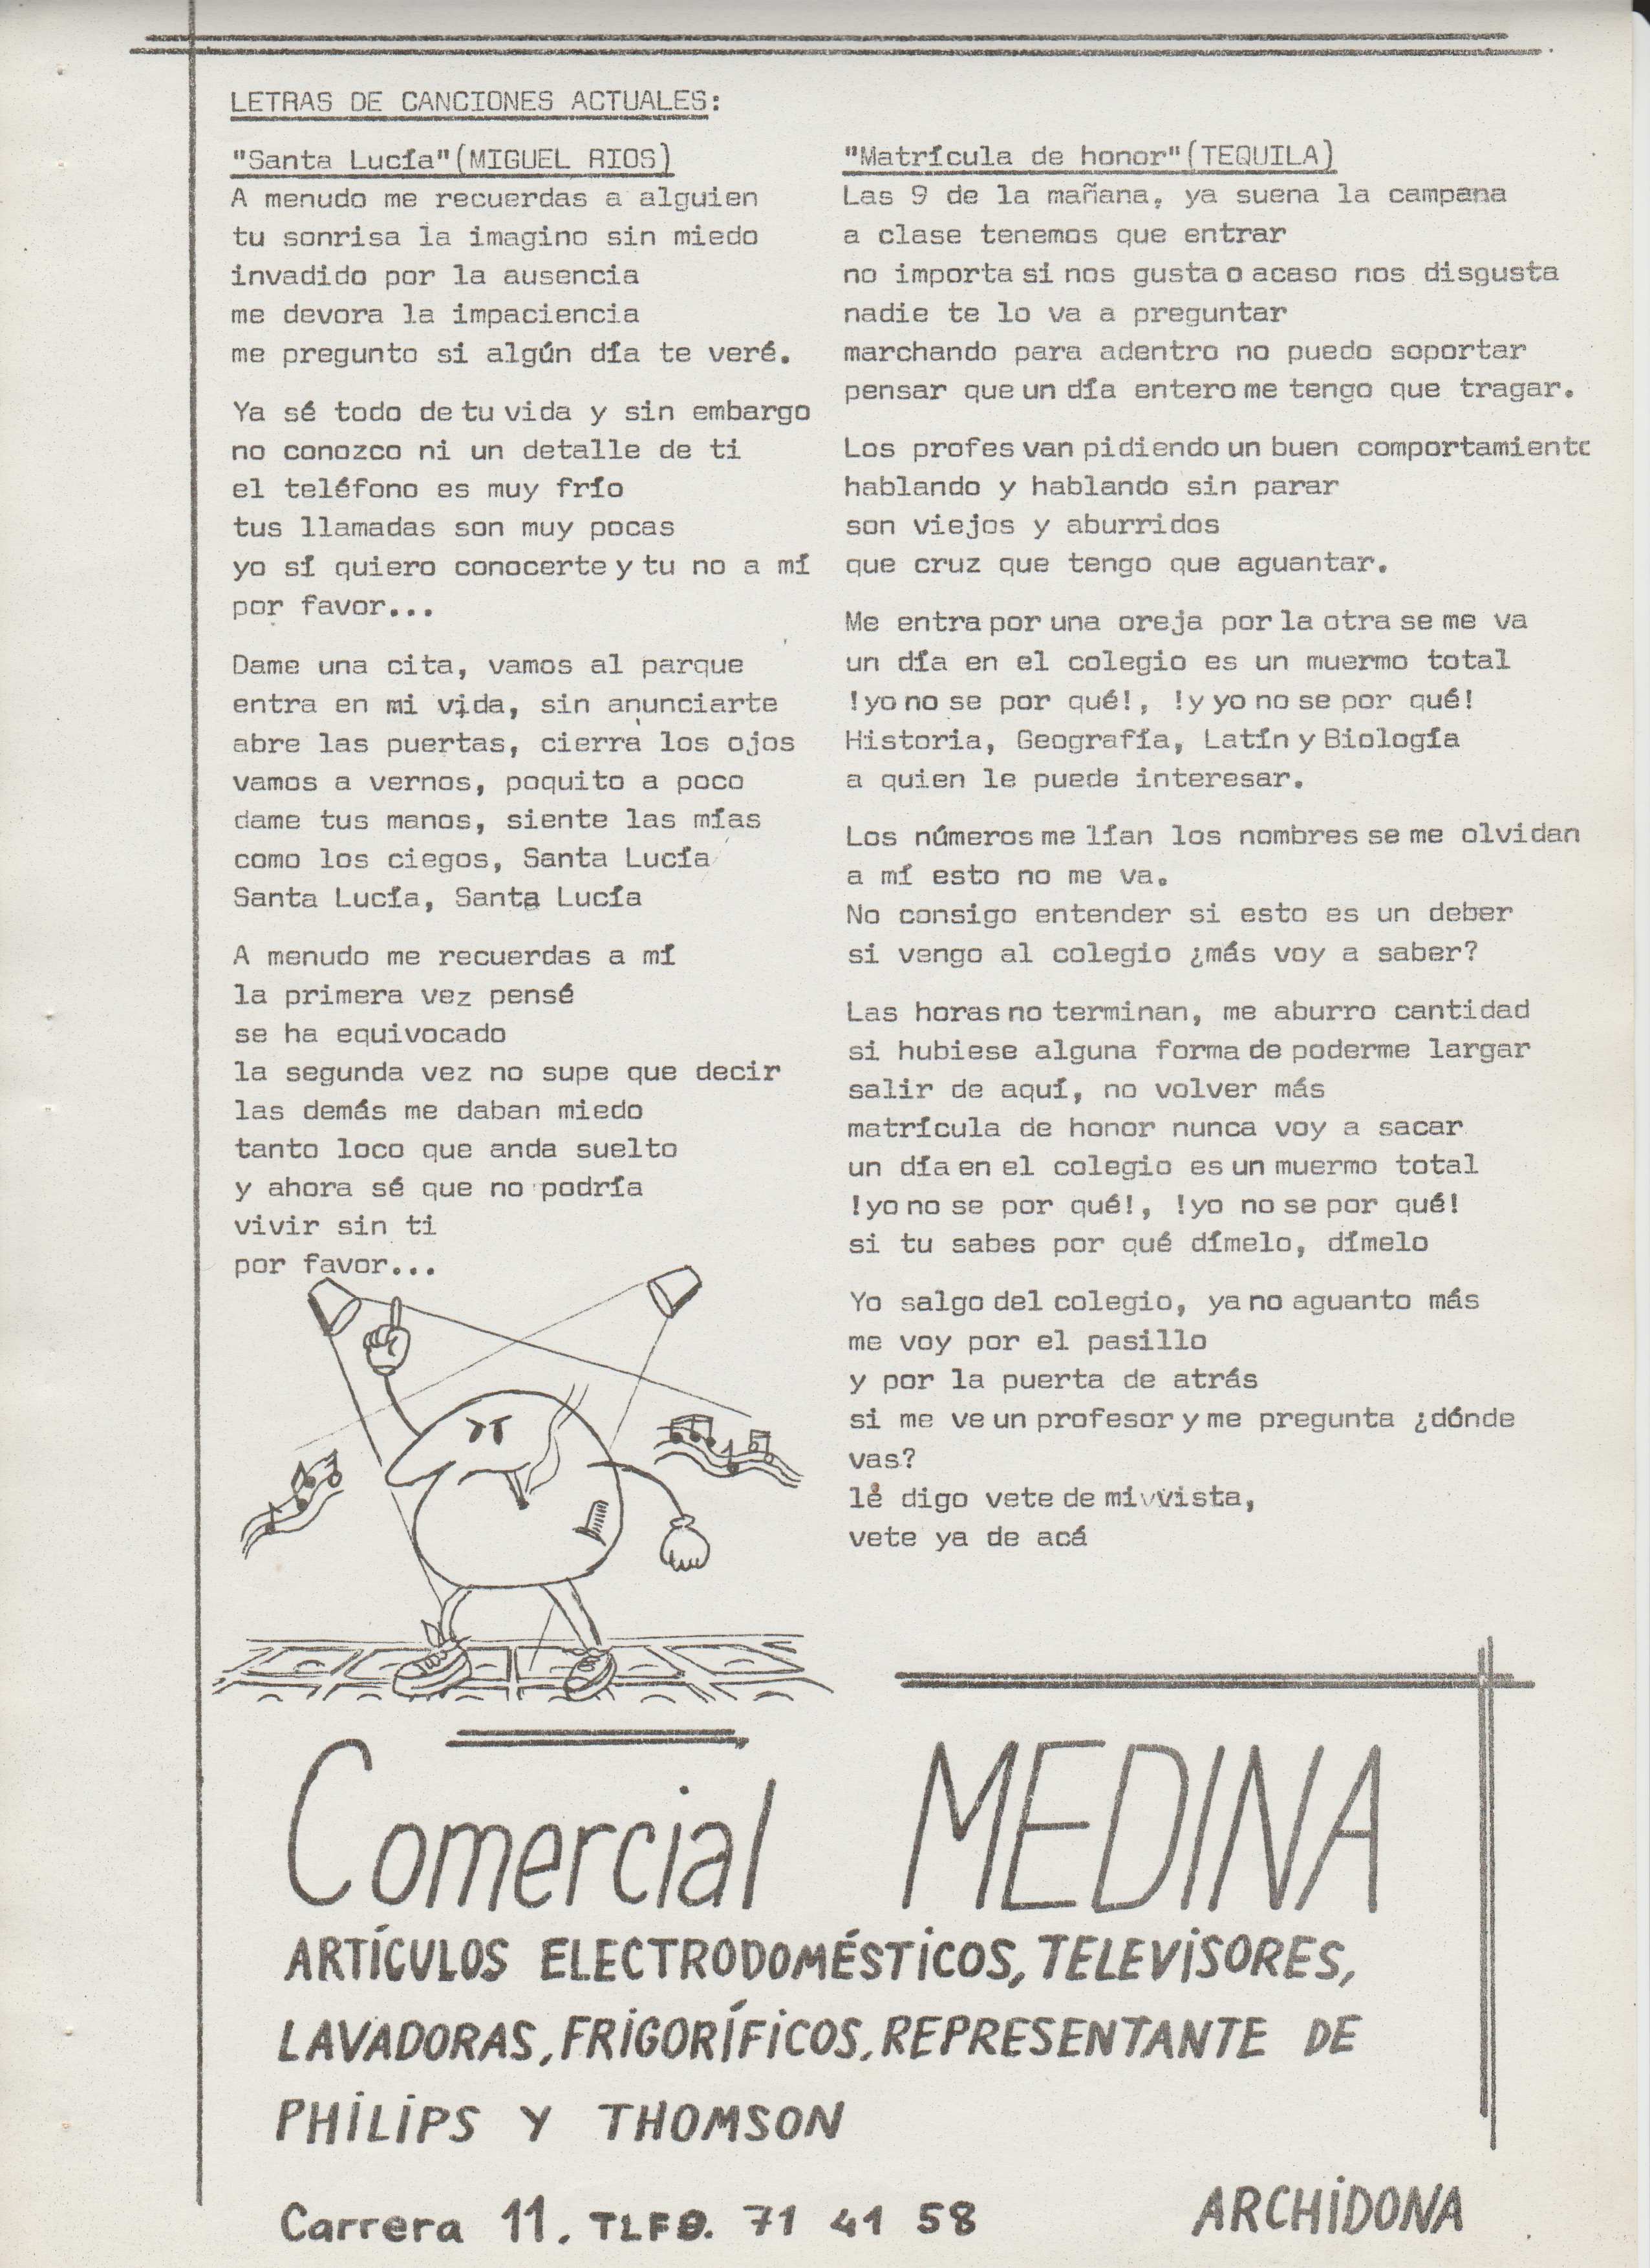 LETRAS DE CANCIONES ACTUALES:
"Santa Lucía"(MIGUEL RIOS)
A menudo me recuerdas a alguien
tu sonrisa la imagino sin miedo
invadido por la ausencia
me devora la impaciencia
me pregunto si algún día te veré.
Ya sé todo de tu vida y sin embargo
no conozco ni un detalle de ti
el teléfono es muy frío
tus llamadas son muy pocas
yo sí quiero conocerte y tu no a mí
por favor...
Dame una cita, vamos al parque
entra en mi vida, sin anunciarte
abre las puertas, cierra los ojos
vamos a vernos, poquito a poco
dame tus manos, siente las mías
como los ciegos, Santa Lucía
Santa Lucía, Santa Lucía
A menudo me recuerdas a mí
la primera vez pensé
se ha equivocado
la segunda vez no supe que decir
las demás me daban miedo
tanto loco que anda suelto
y ahora sé que no podría
vivir sin ti
por favor...
"Matrícula de honor"(TEQUILA)
Las 9 de la mañana, ya suena la campana
a clase tenemos que entrar
no importa si nos gusta o acaso nos disgusta
nadie te lo va a preguntar
marchando para adentro no puedo soportar
pensar que un día entero me tengo que tragar.
Los profes van pidiendo un buen comportamiento
hablando y hablando sin parar
son viejos y aburridos
que cruz que tengo que aguantar.
Me entra por una oreja por la otra se me va
un día en el colegio es un muermo total
!yo no se por qué!, !y yo no se por qué!
Historia, Geografía, Latín y Biología
a quien le puede interesar.
Los números me lían los nombres se me olvidan
a mí esto no me va.
No consigo entender si esto es un deber
si vengo al colegio ¿más voy a saber?
Las horas no terminan, me aburro cantidad
si hubiese alguna forma de poderme largar
salir de aquí, no volver más
matrícula de honor nunca voy a sacar
un día en el colegio es un muermo total
!yo no se por qué!, !yo no se por qué!
si tu sabes por qué dímelo, dímelo
Yo salgo del colegio, ya no aguanto más
me voy por el pasillo
y por la puerta de atrás
si me ve un profesor y me pregunta ¿dónde
vas?
le digo vete de mi vvista,
vete ya de acá
Comercial MEDINA
ARTÍCULOS ELECTRODOMÉSTICOS, TELEVISORES,
LAVADORAS, FRIGORÍFICOS, REPRESENTANTE DE
PHILIPS Y THOMSON
Carrera 11. TLFO. 71 41 58 ARCHIDONA